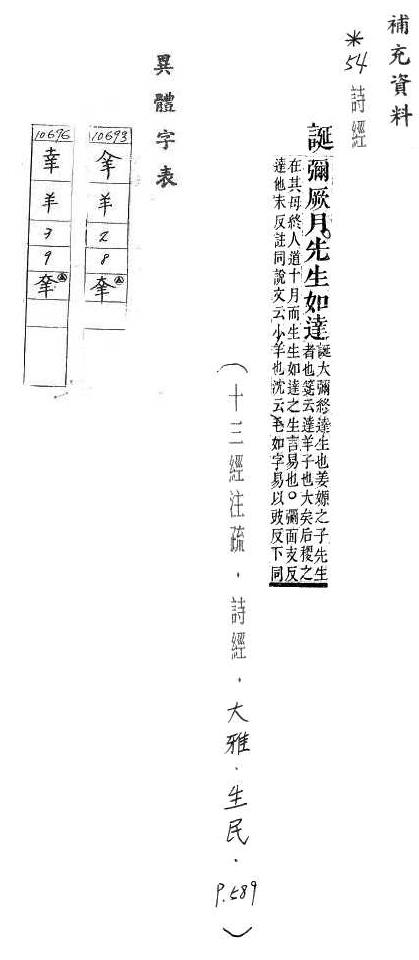 補充資料
*54 詩經
誕彌厥月。先生如達
誕大彌終達生也姜嫄之子先生
者也箋云達羊子也大矣后稷之
在其母終人道十月而生生如達之生言易也。彌面支反
達他末反註同說文云小羊也沈云毛如字易以豉反下同
(十三經注疏．詩經．大雅．生民．P.589)
異體字表
10693
羊
2
8
羍
10696
羊
3
9
羍